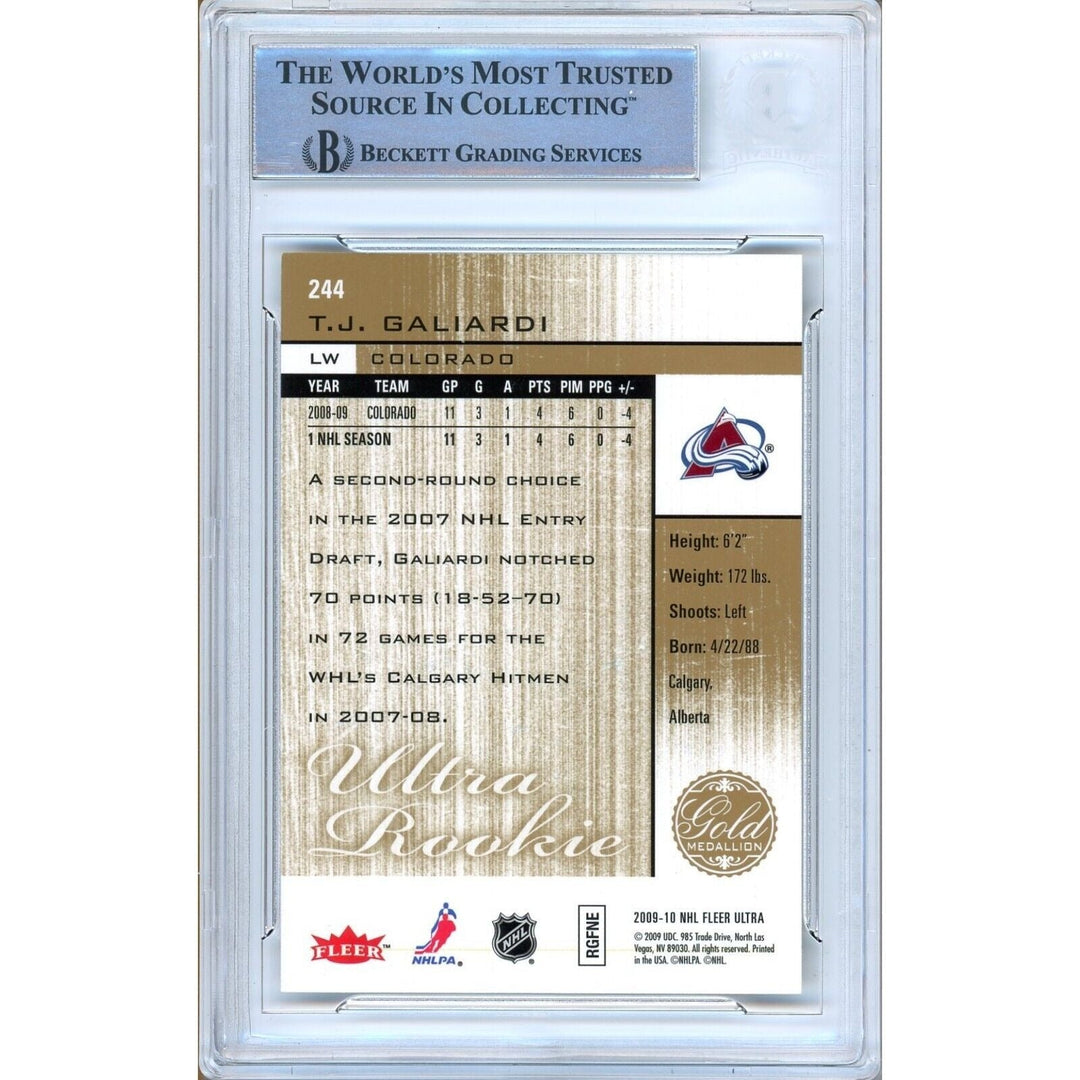 THE WORLD'S MOST TRUSTED
SOURCE IN COLLECTING™
B BECKETT GRADING SERVICES
244
T.J. GALIARDI
LW COLORADO
YEAR TEAM GP G A PTS PIM PPG +/-
2008-09 COLORADO 11 3 1 4 6 0 -4
1 NHL SEASON 11 3 1 4 6 0 -4
A SECOND-ROUND CHOICE
IN THE 2007 NHL ENTRY
DRAFT, GALIARDI NOTCHED
70 POINTS (18-52–70)
IN 72 GAMES FOR THE
WHL'S CALGARY HITMEN
IN 2007-08.
Ultra
Rookie
A®
Height: 6'2"
Weight: 172 lbs.
Shoots: Left
Born: 4/22/88
Calgary,
Alberta
Gold
MEDALLION
FLEER™
NHLPA®
NHL®
RGFNE
2009-10 NHL FLEER ULTRA
© 2009 UDC. 985 Trade Drive, North Las
Vegas, NV 89030. All rights reserved. Printed
in the USA. ©NHLPA. ©NHL.